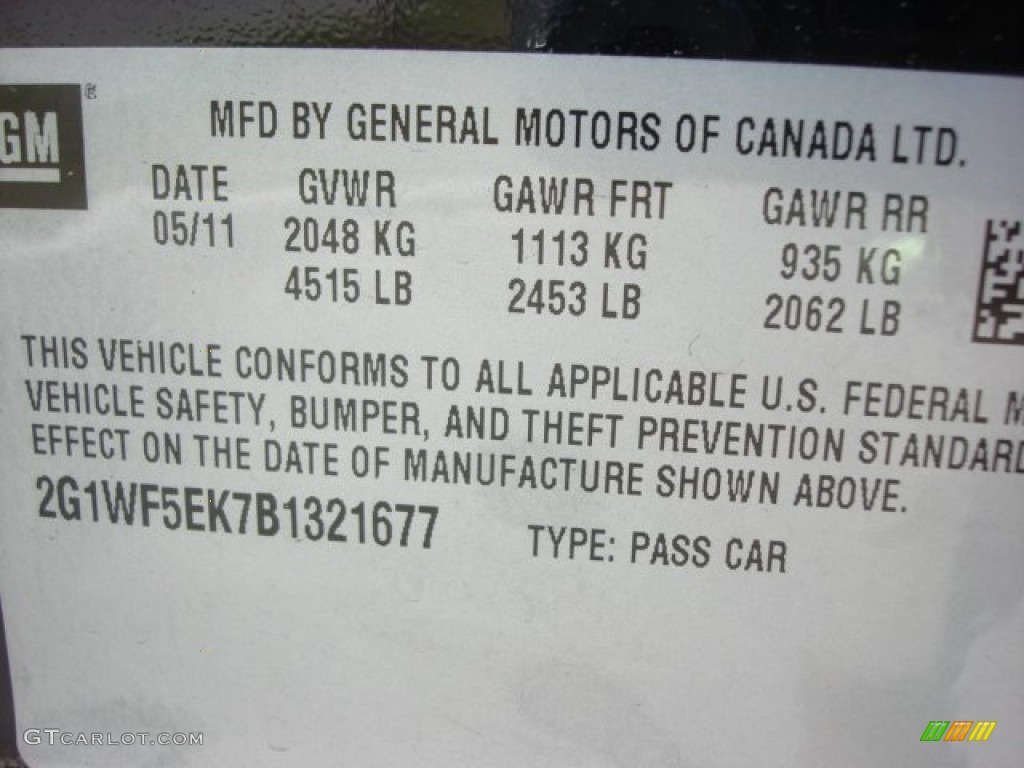 GM ®
MFD BY GENERAL MOTORS OF CANADA LTD.
DATE GVWR GAWR FRT GAWR RR
05/11 2048 KG 1113 KG 935 KG
4515 LB 2453 LB 2062 LB
THIS VEHICLE CONFORMS TO ALL APPLICABLE U.S. FEDERAL M
VEHICLE SAFETY, BUMPER, AND THEFT PREVENTION STANDARD
EFFECT ON THE DATE OF MANUFACTURE SHOWN ABOVE.
2G1WF5EK7B1321677 TYPE: PASS CAR
GTCARLOT.COM